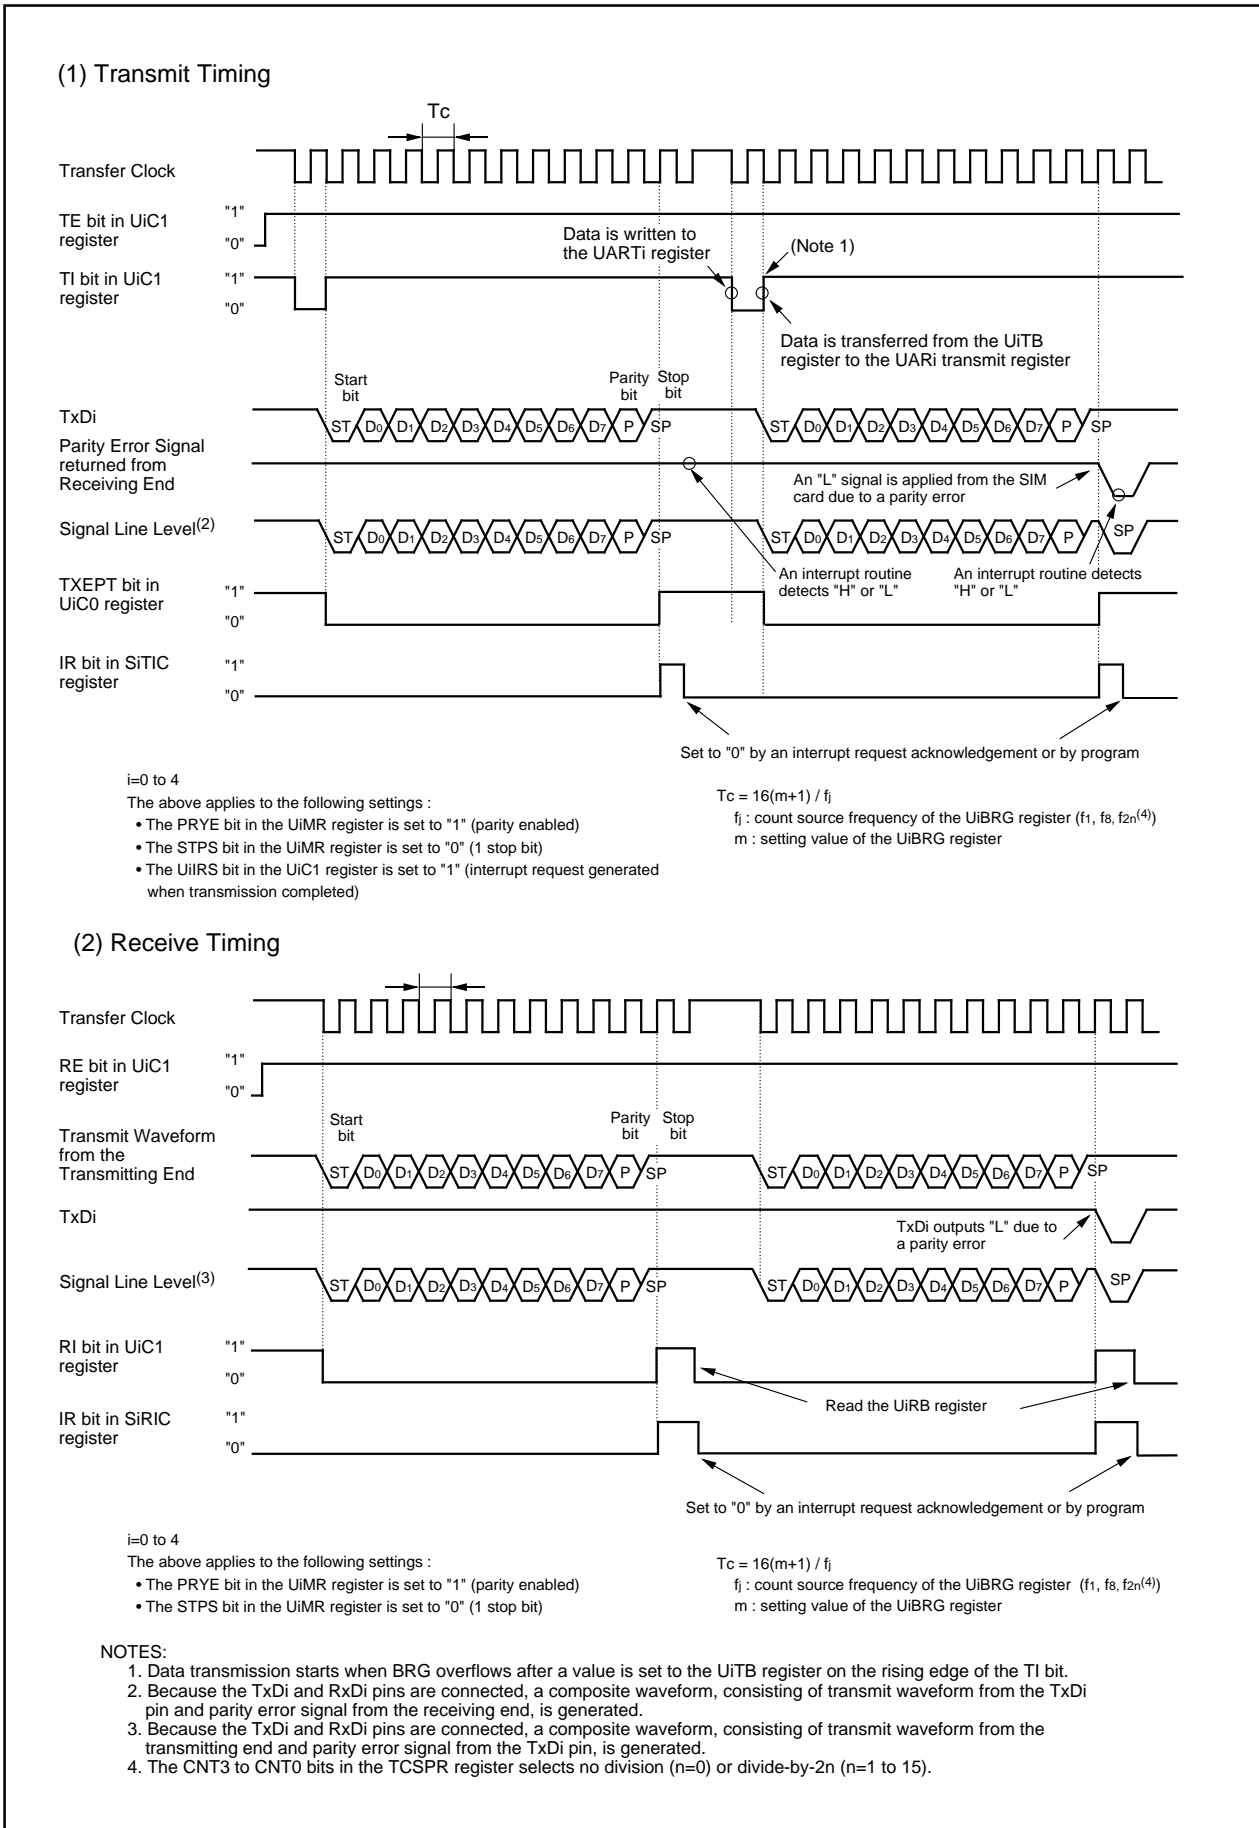 (1) Transmit Timing
Tc
Transfer Clock
TE bit in UiC1
register
"1"
"0"
Data is written to
the UARTi register
(Note 1)
TI bit in UiC1
register
"1"
"0"
Data is transferred from the UiTB
register to the UARi transmit register
Start
bit
Parity
bit
Stop
bit
TxDi
ST D0 D1 D2 D3 D4 D5 D6 D7 P SP
ST D0 D1 D2 D3 D4 D5 D6 D7 P SP
Parity Error Signal
returned from
Receiving End
An "L" signal is applied from the SIM
card due to a parity error
Signal Line Level(2)
ST D0 D1 D2 D3 D4 D5 D6 D7 P SP
ST D0 D1 D2 D3 D4 D5 D6 D7 P SP
An interrupt routine
detects "H" or "L"
An interrupt routine detects
"H" or "L"
TXEPT bit in
UiC0 register
"1"
"0"
IR bit in SiTIC
register
"1"
"0"
Set to "0" by an interrupt request acknowledgement or by program
i=0 to 4
The above applies to the following settings :
• The PRYE bit in the UiMR register is set to "1" (parity enabled)
• The STPS bit in the UiMR register is set to "0" (1 stop bit)
• The UiIRS bit in the UiC1 register is set to "1" (interrupt request generated
when transmission completed)
Tc = 16(m+1) / fj
fj : count source frequency of the UiBRG register (f1, f8, f2n(4))
m : setting value of the UiBRG register
(2) Receive Timing
Transfer Clock
RE bit in UiC1
register
"1"
"0"
Start
bit
Parity
bit
Stop
bit
Transmit Waveform
from the
Transmitting End
ST D0 D1 D2 D3 D4 D5 D6 D7 P SP
ST D0 D1 D2 D3 D4 D5 D6 D7 P SP
TxDi
TxDi outputs "L" due to
a parity error
Signal Line Level(3)
ST D0 D1 D2 D3 D4 D5 D6 D7 P SP
ST D0 D1 D2 D3 D4 D5 D6 D7 P SP
RI bit in UiC1
register
"1"
"0"
Read the UiRB register
IR bit in SiRIC
register
"1"
"0"
Set to "0" by an interrupt request acknowledgement or by program
i=0 to 4
The above applies to the following settings :
• The PRYE bit in the UiMR register is set to "1" (parity enabled)
• The STPS bit in the UiMR register is set to "0" (1 stop bit)
Tc = 16(m+1) / fj
fj : count source frequency of the UiBRG register (f1, f8, f2n(4))
m : setting value of the UiBRG register
NOTES:
1. Data transmission starts when BRG overflows after a value is set to the UiTB register on the rising edge of the TI bit.
2. Because the TxDi and RxDi pins are connected, a composite waveform, consisting of transmit waveform from the TxDi
pin and parity error signal from the receiving end, is generated.
3. Because the TxDi and RxDi pins are connected, a composite waveform, consisting of transmit waveform from the
transmitting end and parity error signal from the TxDi pin, is generated.
4. The CNT3 to CNT0 bits in the TCSPR register selects no division (n=0) or divide-by-2n (n=1 to 15).